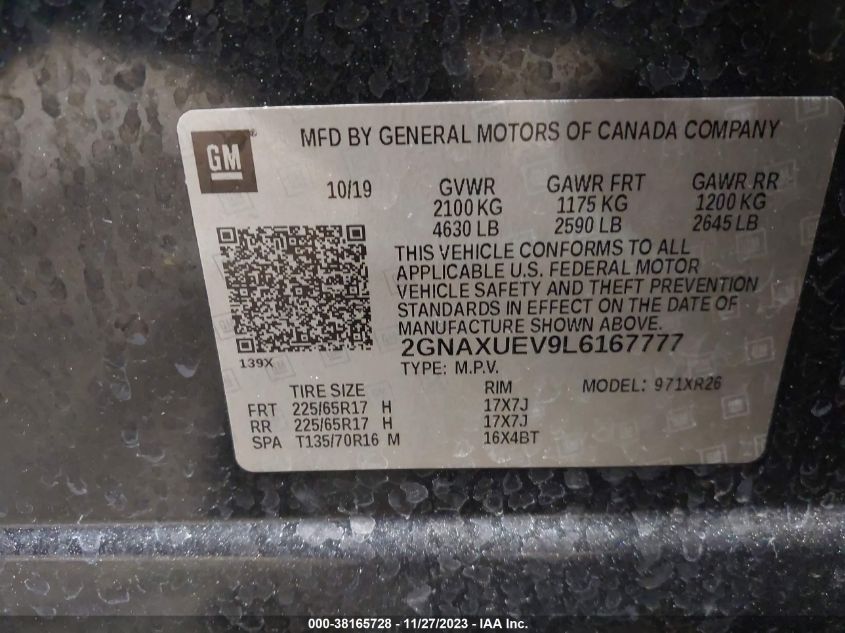 GM ®
MFD BY GENERAL MOTORS OF CANADA COMPANY
10/19 GVWR GAWR FRT GAWR RR
2100 KG 1175 KG 1200 KG
4630 LB 2590 LB 2645 LB
THIS VEHICLE CONFORMS TO ALL
APPLICABLE U.S. FEDERAL MOTOR
VEHICLE SAFETY AND THEFT PREVENTION
STANDARDS IN EFFECT ON THE DATE OF
MANUFACTURE SHOWN ABOVE.
139X
2GNAXUEV9L6167777
TYPE: M.P.V.
TIRE SIZE RIM MODEL: 971XR26
FRT 225/65R17 H 17X7J
RR 225/65R17 H 17X7J
SPA T135/70R16 M 16X4BT
000-38165728 - 11/27/2023 - IAA Inc.